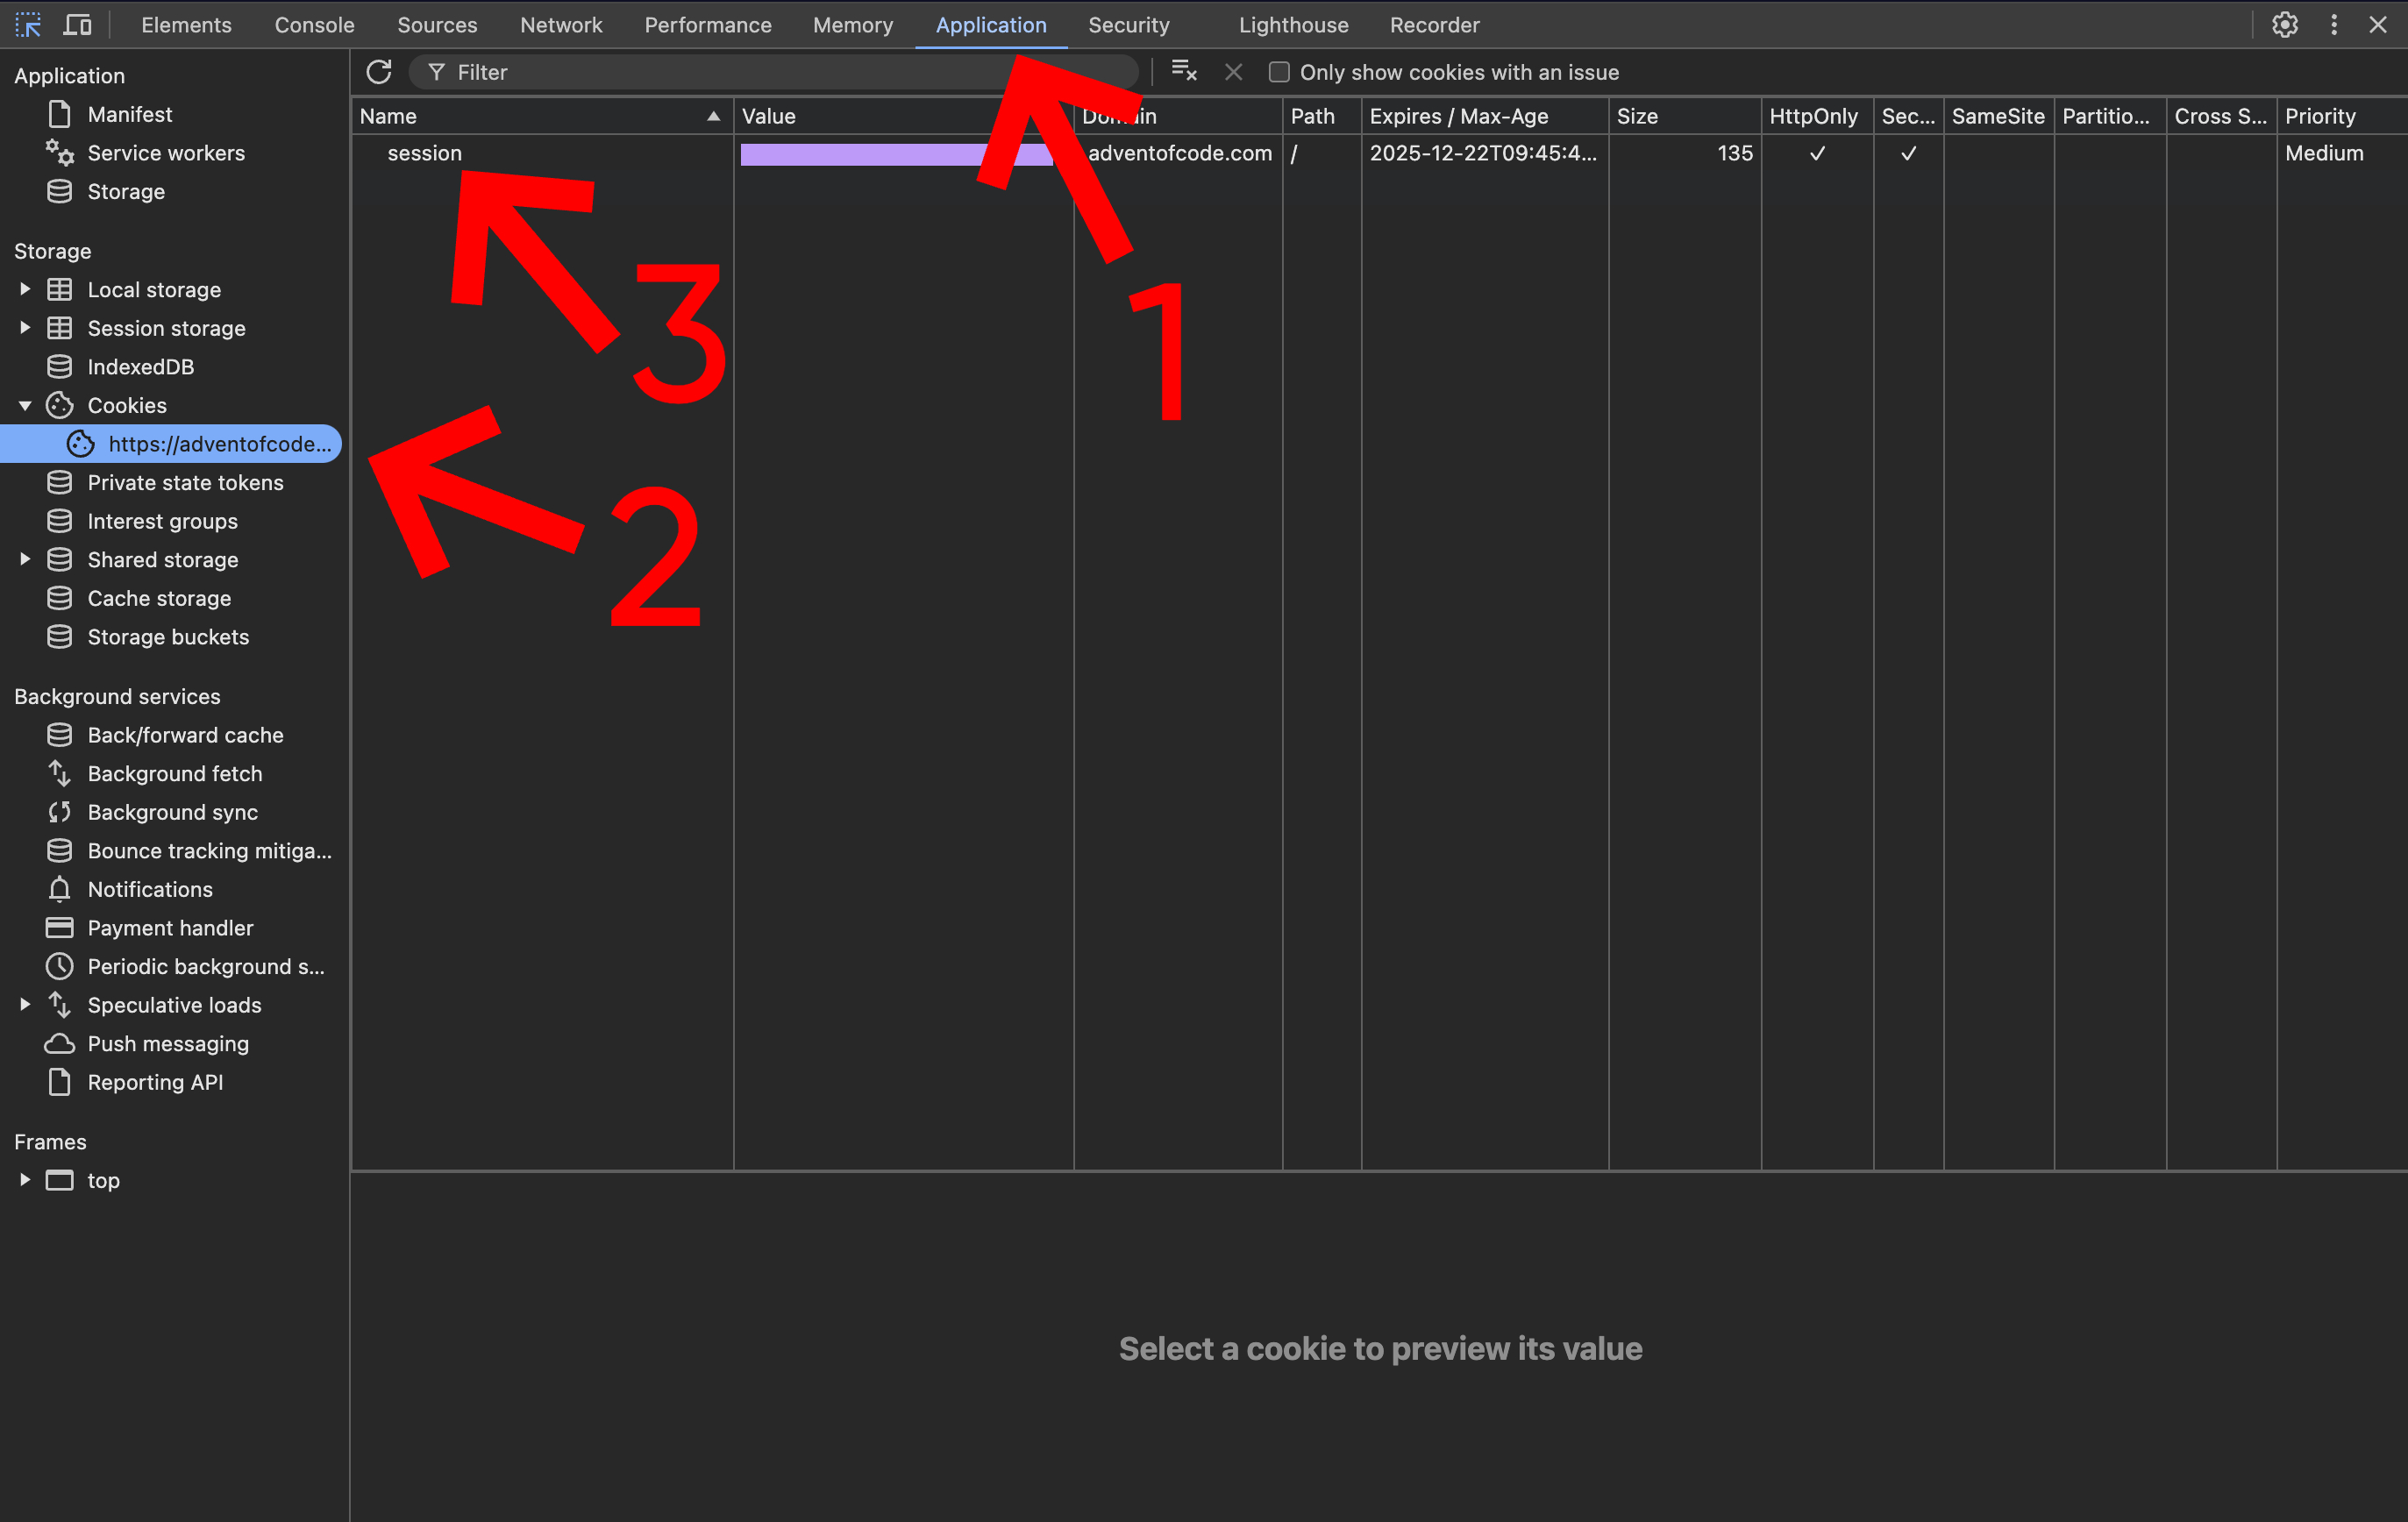 Elements Console Sources Network Performance Memory Application Security Lighthouse Recorder
Application
Manifest
Service workers
Storage
Storage
Local storage
Session storage
IndexedDB
Cookies
https://adventofcode...
Private state tokens
Interest groups
Shared storage
Cache storage
Storage buckets
Background services
Back/forward cache
Background fetch
Background sync
Bounce tracking mitiga...
Notifications
Payment handler
Periodic background s...
Speculative loads
Push messaging
Reporting API
Frames
top
Filter Only show cookies with an issue
Name Value Domain Path Expires / Max-Age Size HttpOnly Sec... SameSite Partitio... Cross S... Priority
session adventofcode.com / 2025-12-22T09:45:4... 135 ✓ ✓ Medium
3
1
2
Select a cookie to preview its value